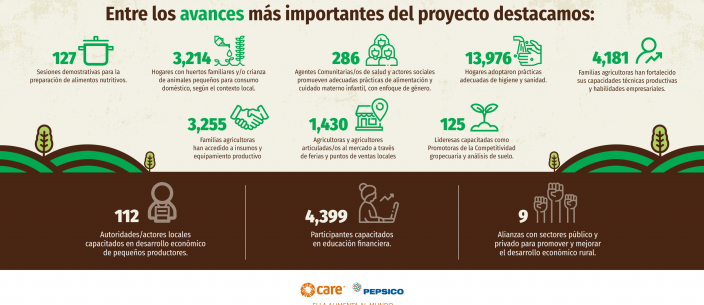 Entre los avances más importantes del proyecto destacamos:
127
Sesiones demostrativas para la
preparación de alimentos nutritivos.
3,214
Hogares con huertos familiares y/o crianza
de animales pequeños para consumo
doméstico, según el contexto local.
286
Agentes Comunitarias/os de salud y actores sociales
promueven adecuadas prácticas de alimentación y
cuidado materno infantil, con enfoque de género.
13,976
Hogares adoptaron prácticas
adecuadas de higiene y sanidad.
4,181
Familias agricultoras han fortalecido
sus capacidades técnicas productivas
y habilidades empresariales.
3,255
Familias agricultoras
han accedido a insumos y
equipamiento productivo
1,430
Agricultoras y agricultores
articuladas/os al mercado a través
de ferias y puntos de ventas locales
125
Lideresas capacitadas como
Promotoras de la Competitividad
gropecuaria y análisis de suelo.
112
Autoridades/actores locales
capacitados en desarrollo económico
de pequeños productores.
4,399
Participantes capacitados
en educación financiera.
9
Alianzas con sectores público y
privado para promover y mejorar
el desarrollo económico rural.
care
PEPSICO
ELLA ALIMENTA AL MUNDO